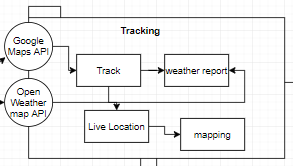 Tracking
Google
Maps API
Track
weather report
Open
Weather
map API
Live Location
mapping